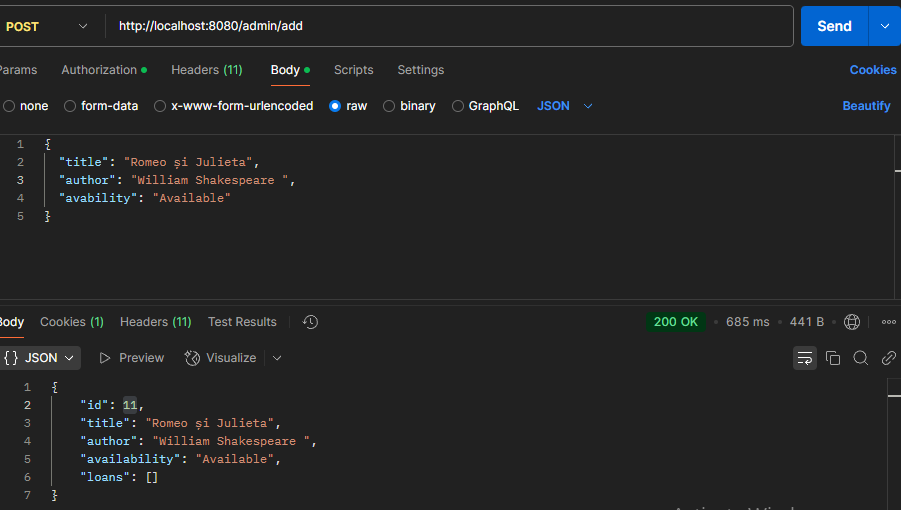 POST http://localhost:8080/admin/add Send
Params Authorization Headers (11) Body Scripts Settings Cookies
none form-data x-www-form-urlencoded raw binary GraphQL JSON Beautify
1 {
2 "title": "Romeo și Julieta",
3 "author": "William Shakespeare ",
4 "avability": "Available"
5 }
Body Cookies (1) Headers (11) Test Results 200 OK 685 ms 441 B
{} JSON Preview Visualize
1 {
2 "id": 11,
3 "title": "Romeo și Julieta",
4 "author": "William Shakespeare ",
5 "availability": "Available",
6 "loans": []
7 }